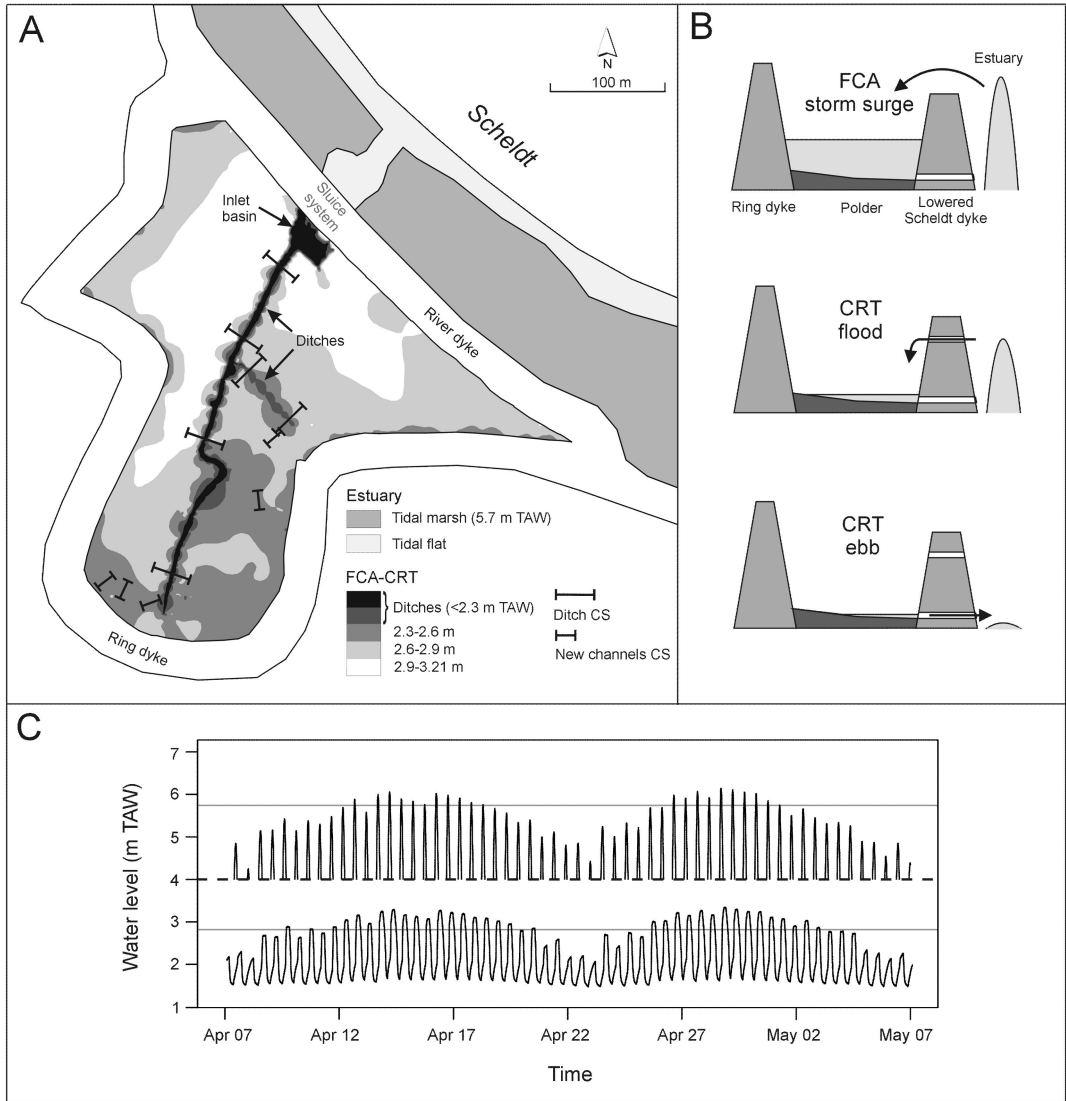 A
N
100 m
Scheldt
Inlet
basin
Sluice
system
Ditches
River dyke
Ring dyke
Estuary
Tidal marsh (5.7 m TAW)
Tidal flat
FCA-CRT
Ditches (<2.3 m TAW)
2.3-2.6 m
2.6-2.9 m
2.9-3.21 m
Ditch CS
New channels CS
B
Estuary
FCA
storm surge
Ring dyke
Polder
Lowered
Scheldt dyke
CRT
flood
CRT
ebb
C
Water level (m TAW)
7
6
5
4
3
2
1
Apr 07
Apr 12
Apr 17
Apr 22
Apr 27
May 02
May 07
Time